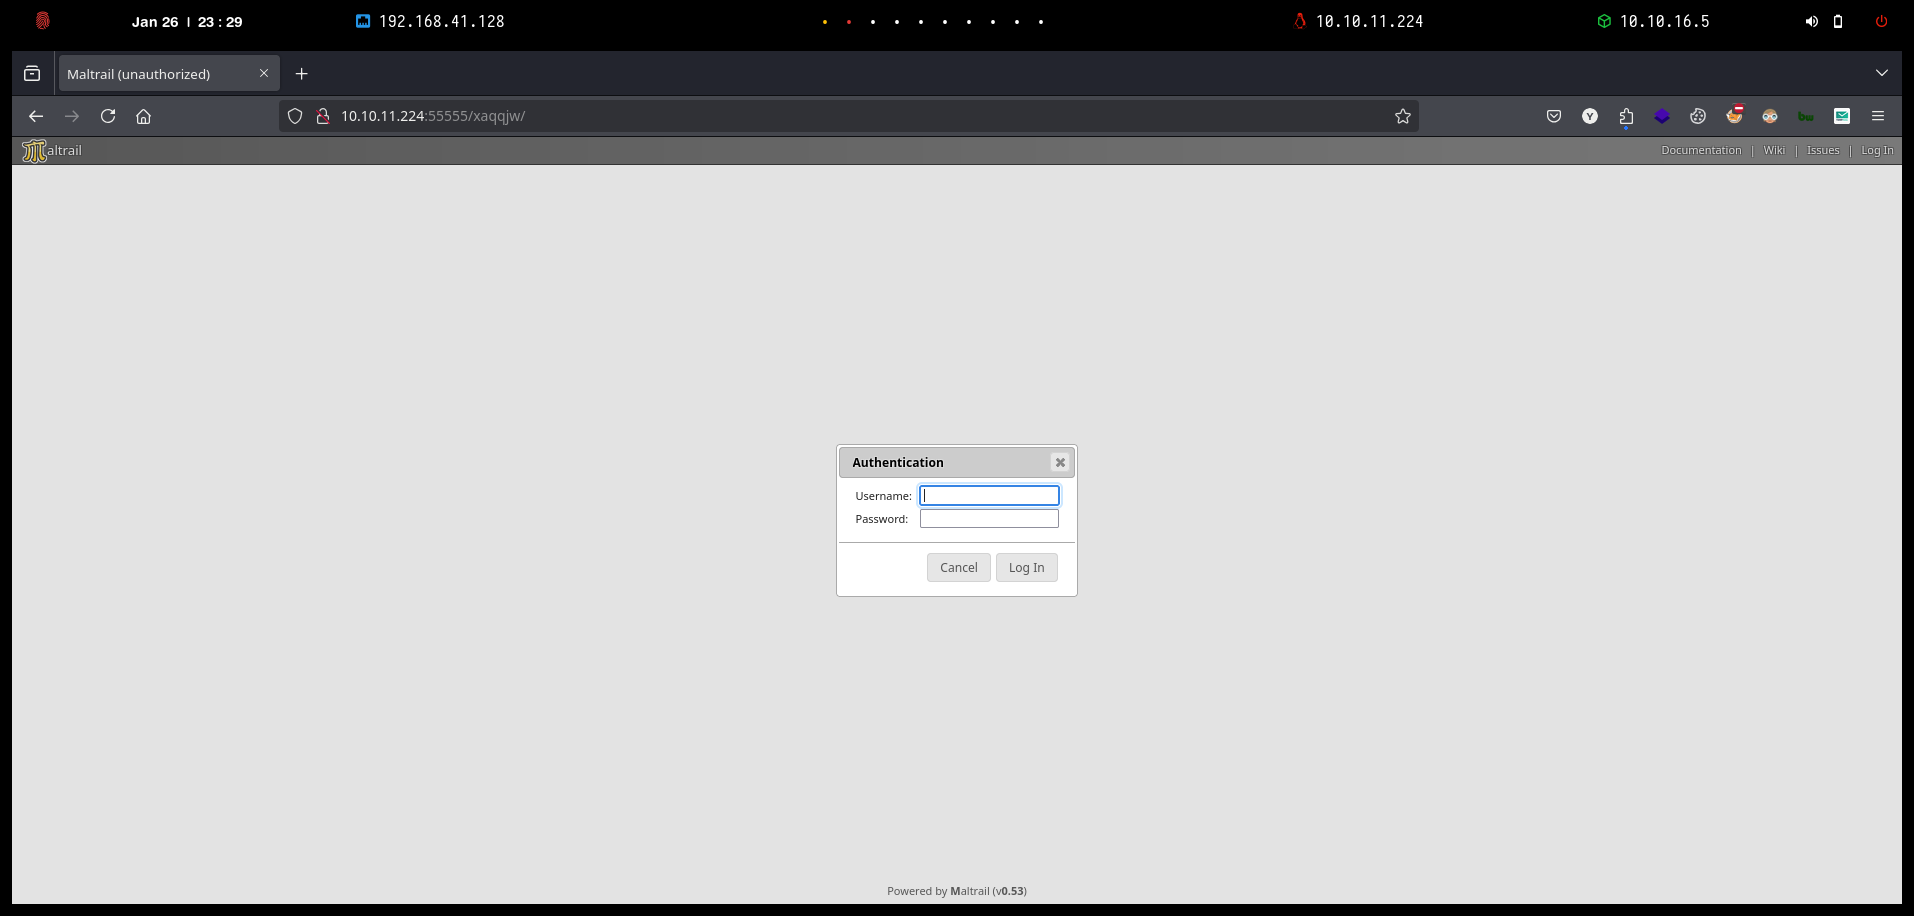 Jan 26 | 23 : 29 192.168.41.128 10.10.11.224 10.10.16.5
Maltrail (unauthorized)
10.10.11.224:55555/xaqqjw/
Maltrail Documentation | Wiki | Issues | Log In
Authentication
Username:
Password:
Cancel Log In
Powered by Maltrail (v0.53)